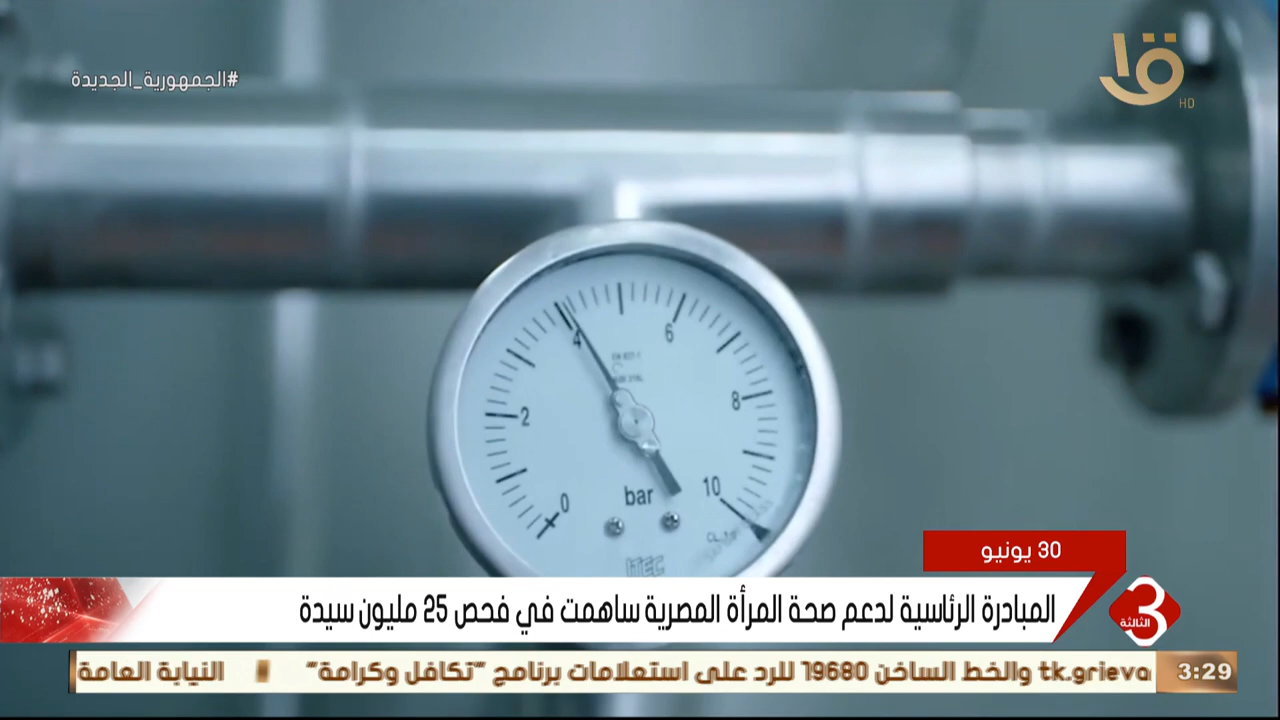 #الجمهورية_الجديدة
HD
4
6
2
8
0
bar
10
ITEC
30 يونيو
المبادرة الرئاسية لدعم صحة المرأة المصرية ساهمت في فحص 25 مليون سيدة
3 الثالثة
3:29
tk.grieva والخط الساخن 19680 للرد على استعلامات برنامج "تكافل وكرامة" النيابة العامة